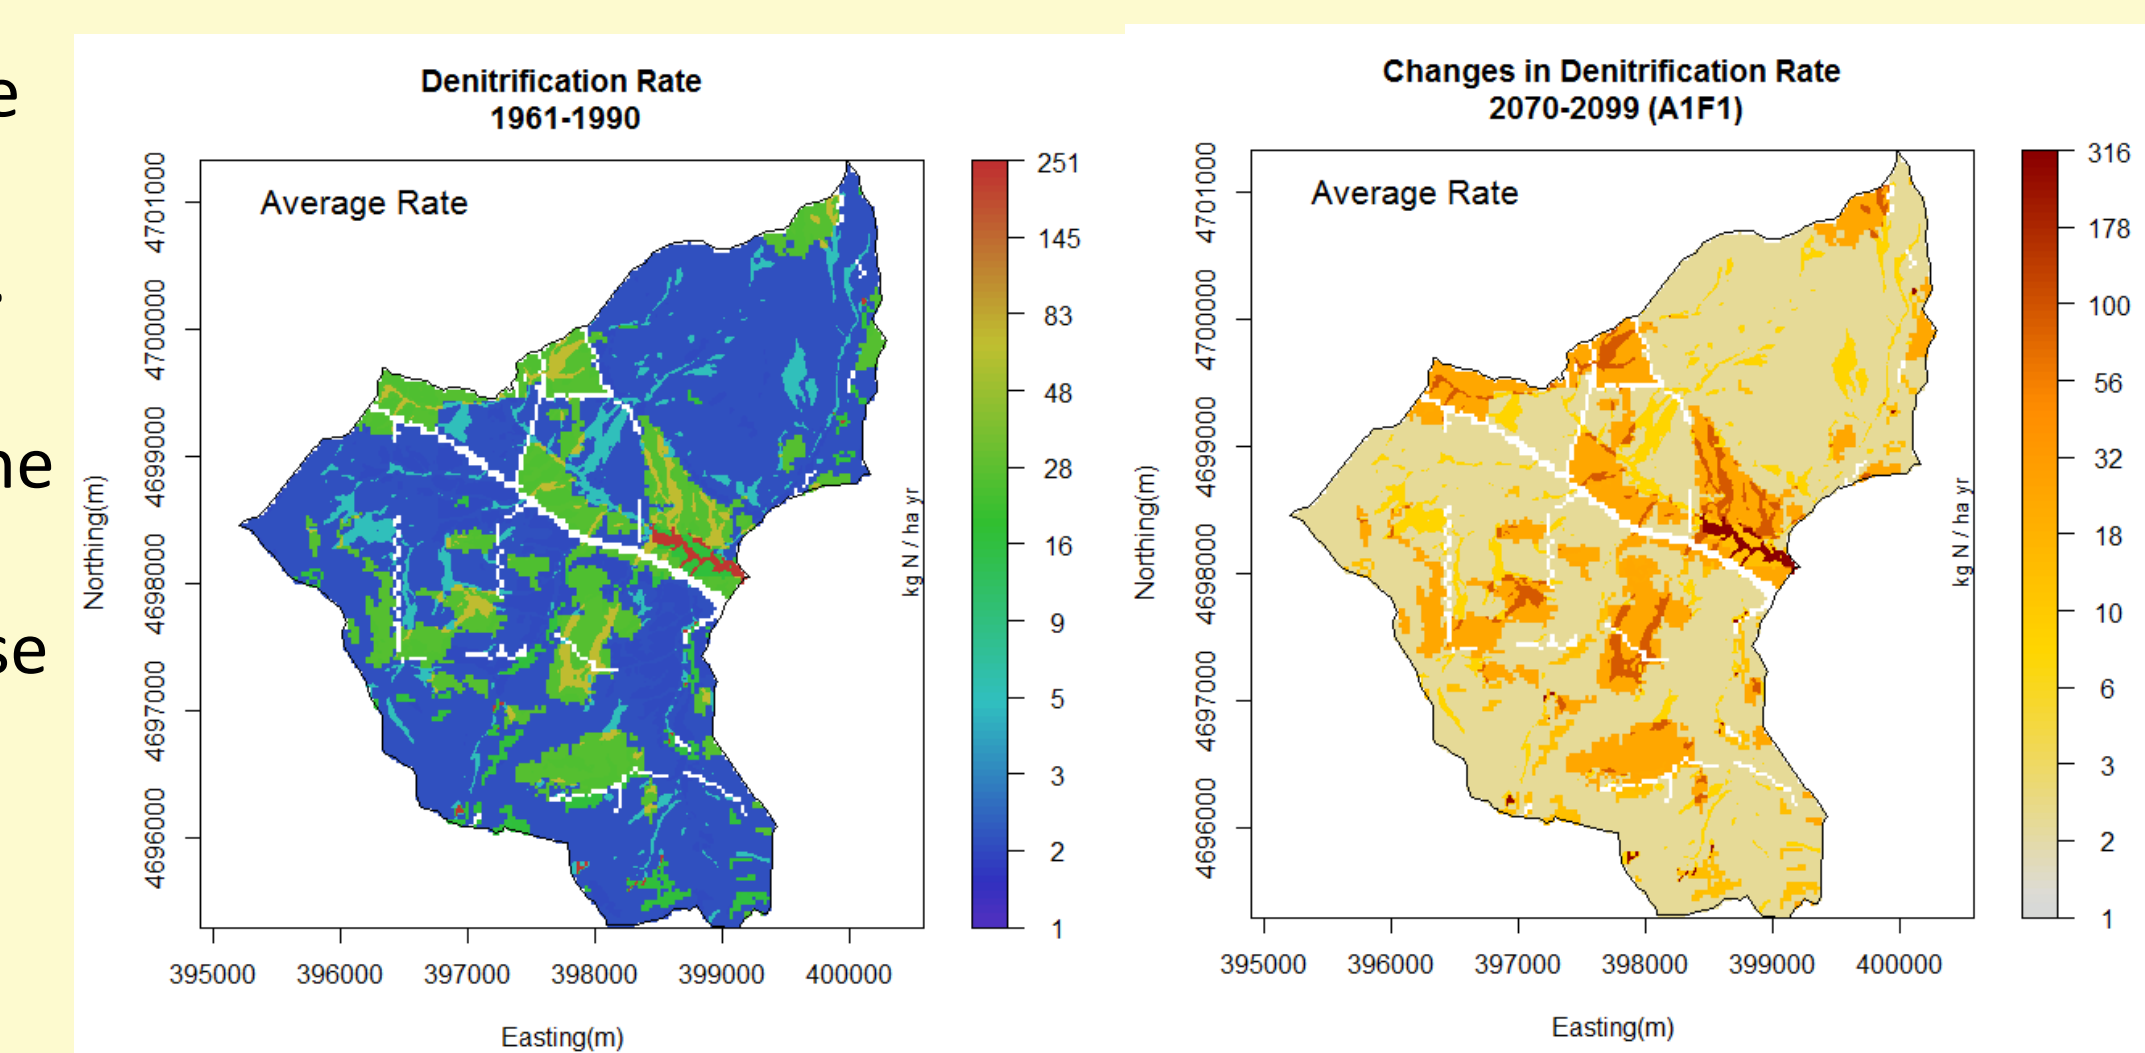 e
ne
se
Denitrification Rate
1961-1990
Average Rate
Northing(m)
4701000
4700000
4699000
4698000
4697000
4696000
395000 396000 397000 398000 399000 400000
Easting(m)
251
145
83
48
28
16
9
5
3
2
1
kg N / ha yr
Changes in Denitrification Rate
2070-2099 (A1F1)
Average Rate
Northing(m)
4701000
4700000
4699000
4698000
4697000
4696000
395000 396000 397000 398000 399000 400000
Easting(m)
316
178
100
56
32
18
10
6
3
2
1
kg N / ha yr